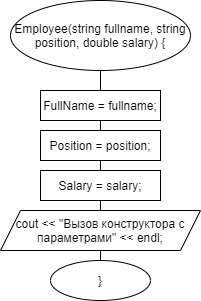 Employee(string fullname, string
position, double salary) {
FullName = fullname;
Position = position;
Salary = salary;
cout << "Вызов конструктора с
параметрами" << endl;
}